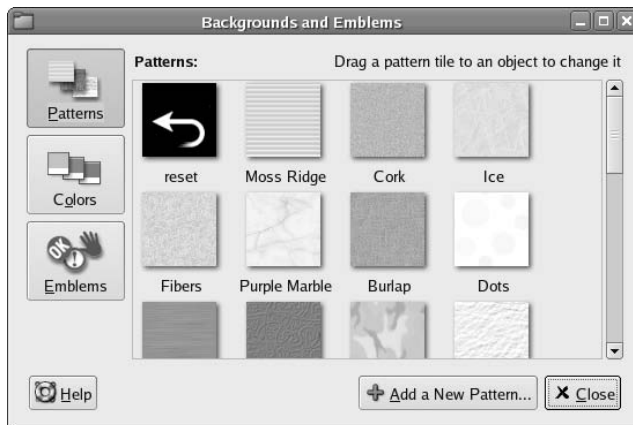 Backgrounds and Emblems
Patterns: Drag a pattern tile to an object to change it
Patterns
Colors
Emblems
reset Moss Ridge Cork Ice
Fibers Purple Marble Burlap Dots
Help Add a New Pattern... Close
OK
!